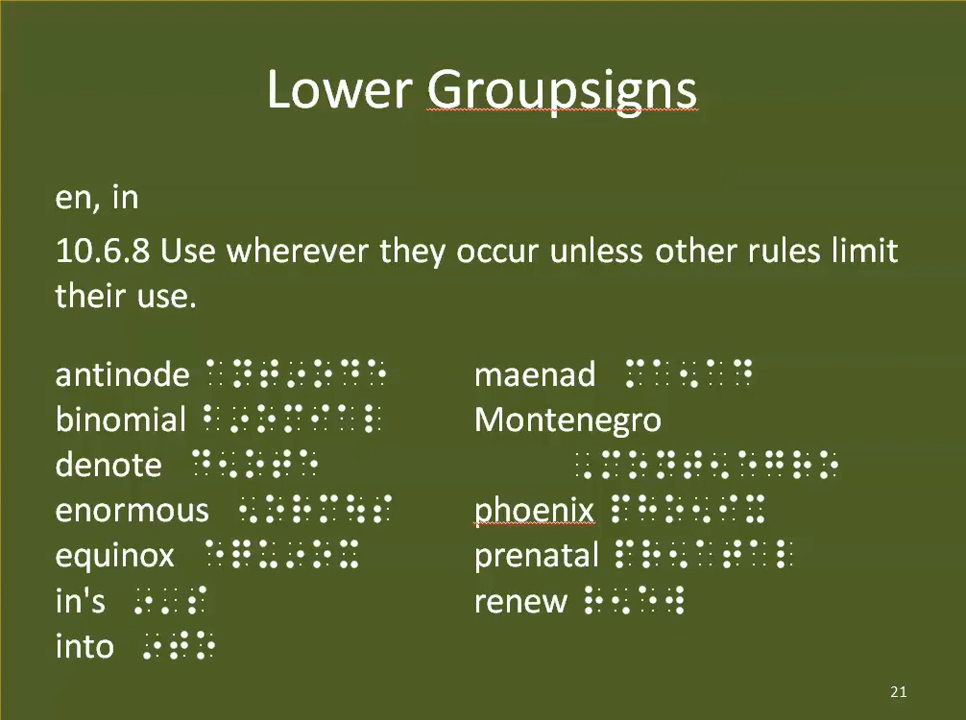 Lower Groupsigns
en, in
10.6.8 Use wherever they occur unless other rules limit
their use.
antinode ⠁⠝⠞⠔⠕⠙⠑
binomial ⠃⠔⠕⠍⠊⠁⠇
denote ⠙⠢⠕⠞⠑
enormous ⠢⠕⠗⠍⠳⠎
equinox ⠑⠟⠥⠔⠕⠭
in's ⠔⠄⠎
into ⠔⠞⠕
maenad ⠍⠁⠢⠁⠙
Montenegro
⠠⠍⠕⠝⠞⠢⠑⠛⠗⠕
phoenix ⠏⠓⠕⠢⠊⠭
prenatal ⠏⠗⠢⠁⠞⠁⠇
renew ⠗⠢⠑⠺
21